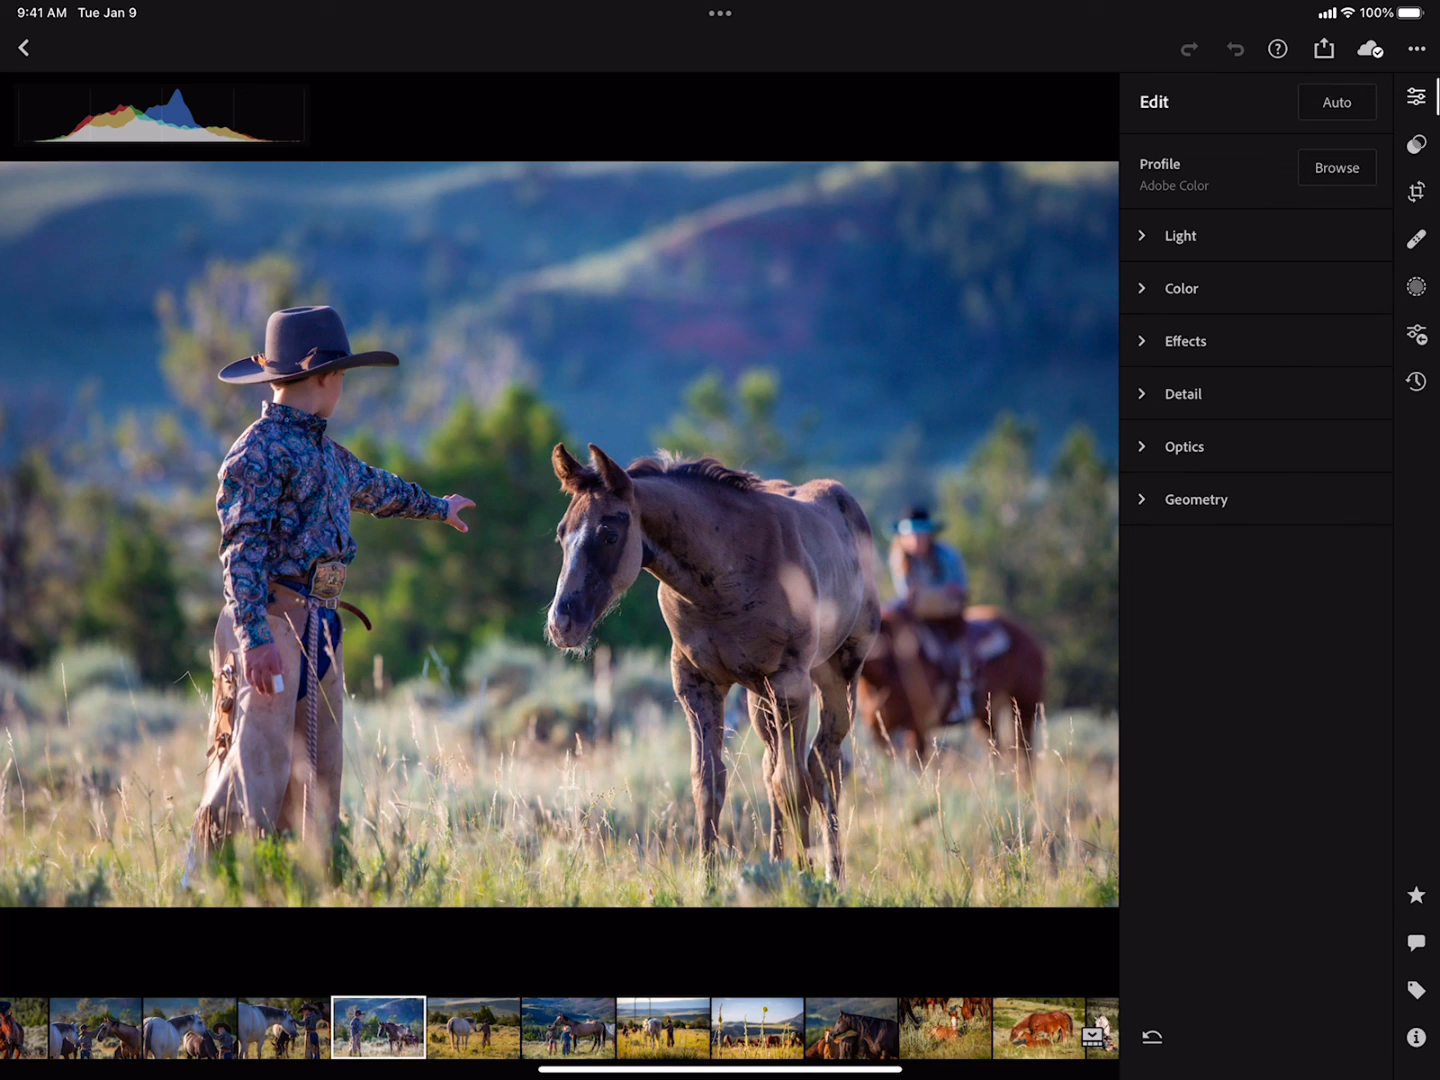 9:41 AM Tue Jan 9
100%
Edit
Auto
Profile
Adobe Color
Browse
Light
Color
Effects
Detail
Optics
Geometry